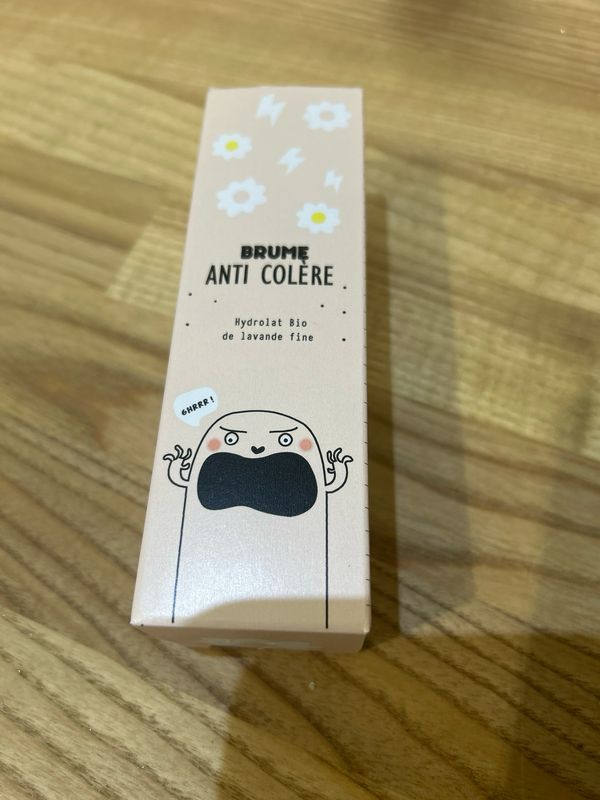 BRUME
ANTI COLÈRE
Hydrolat Bio
de lavande fine
GHRRR!